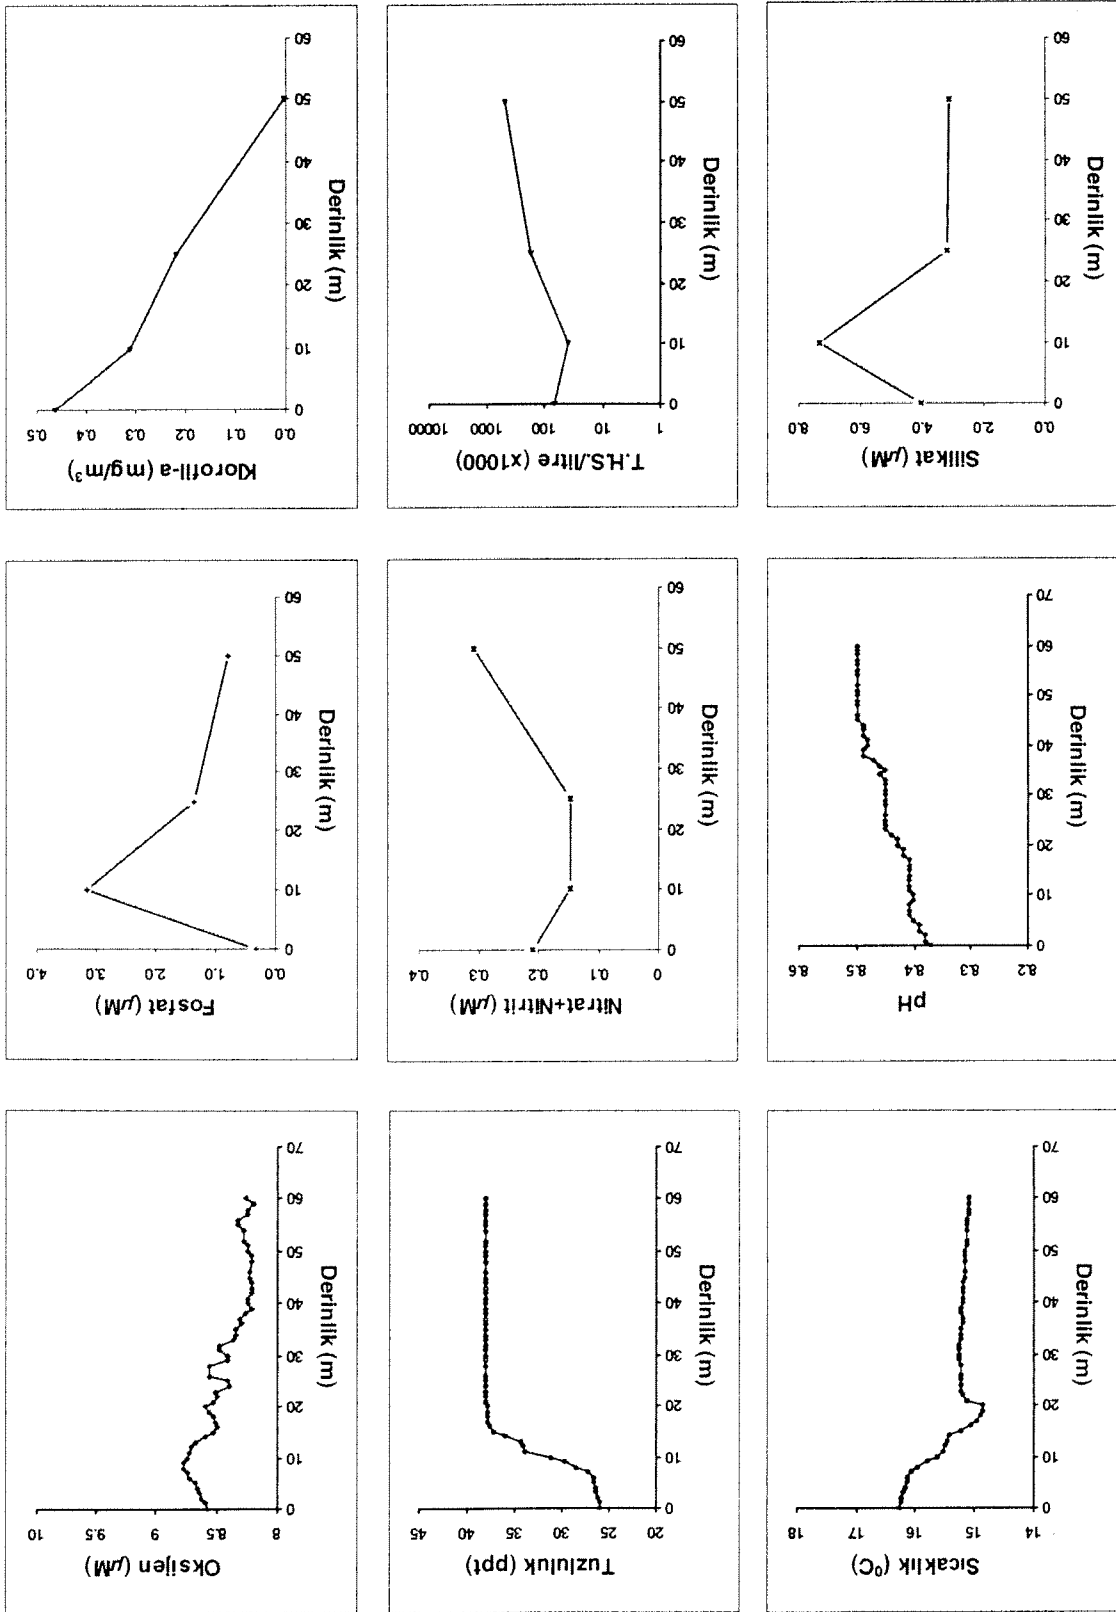 Sıcaklık (⁰C)
14 15 16 17 18
0
10
20
30
40
50
60
70
Derinlik (m)
Tuzluluk (ppt)
20 25 30 35 40 45
0
10
20
30
40
50
60
70
Derinlik (m)
Oksijen (µM)
8 8.5 9 9.5 10
0
10
20
30
40
50
60
70
Derinlik (m)
pH
8.2 8.3 8.4 8.5 8.6
0
10
20
30
40
50
60
70
Derinlik (m)
Nitrat+Nitrit (µM)
0 0.1 0.2 0.3 0.4
0
10
20
30
40
50
60
Derinlik (m)
Fosfat (µM)
0.0 1.0 2.0 3.0 4.0
0
10
20
30
40
50
60
Derinlik (m)
Silikat (µM)
0.0 2.0 4.0 6.0 8.0
0
10
20
30
40
50
60
Derinlik (m)
T.H.S./litre (x1000)
1 10 100 1000 10000
0
10
20
30
40
50
60
Derinlik (m)
Klorofil-a (mg/m³)
0.0 0.1 0.2 0.3 0.4 0.5
0
10
20
30
40
50
60
Derinlik (m)